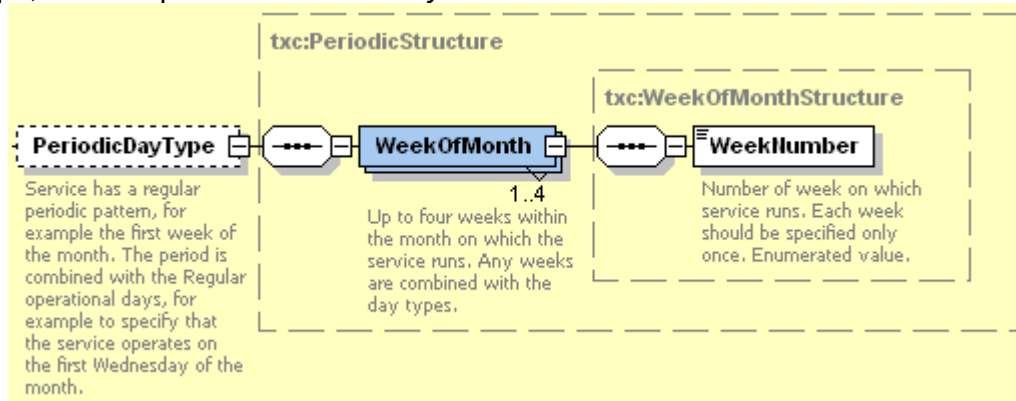 txc:PeriodicStructure
txc:WeekOfMonthStructure
PeriodicDayType
WeekOfMonth
WeekNumber
1..4
Service has a regular
periodic pattern, for
example the first week of
the month. The period is
combined with the Regular
operational days, for
example to specify that
the service operates on
the first Wednesday of the
month.
Up to four weeks within
the month on which the
service runs. Any weeks
are combined with the
day types.
Number of week on which
service runs. Each week
should be specified only
once. Enumerated value.